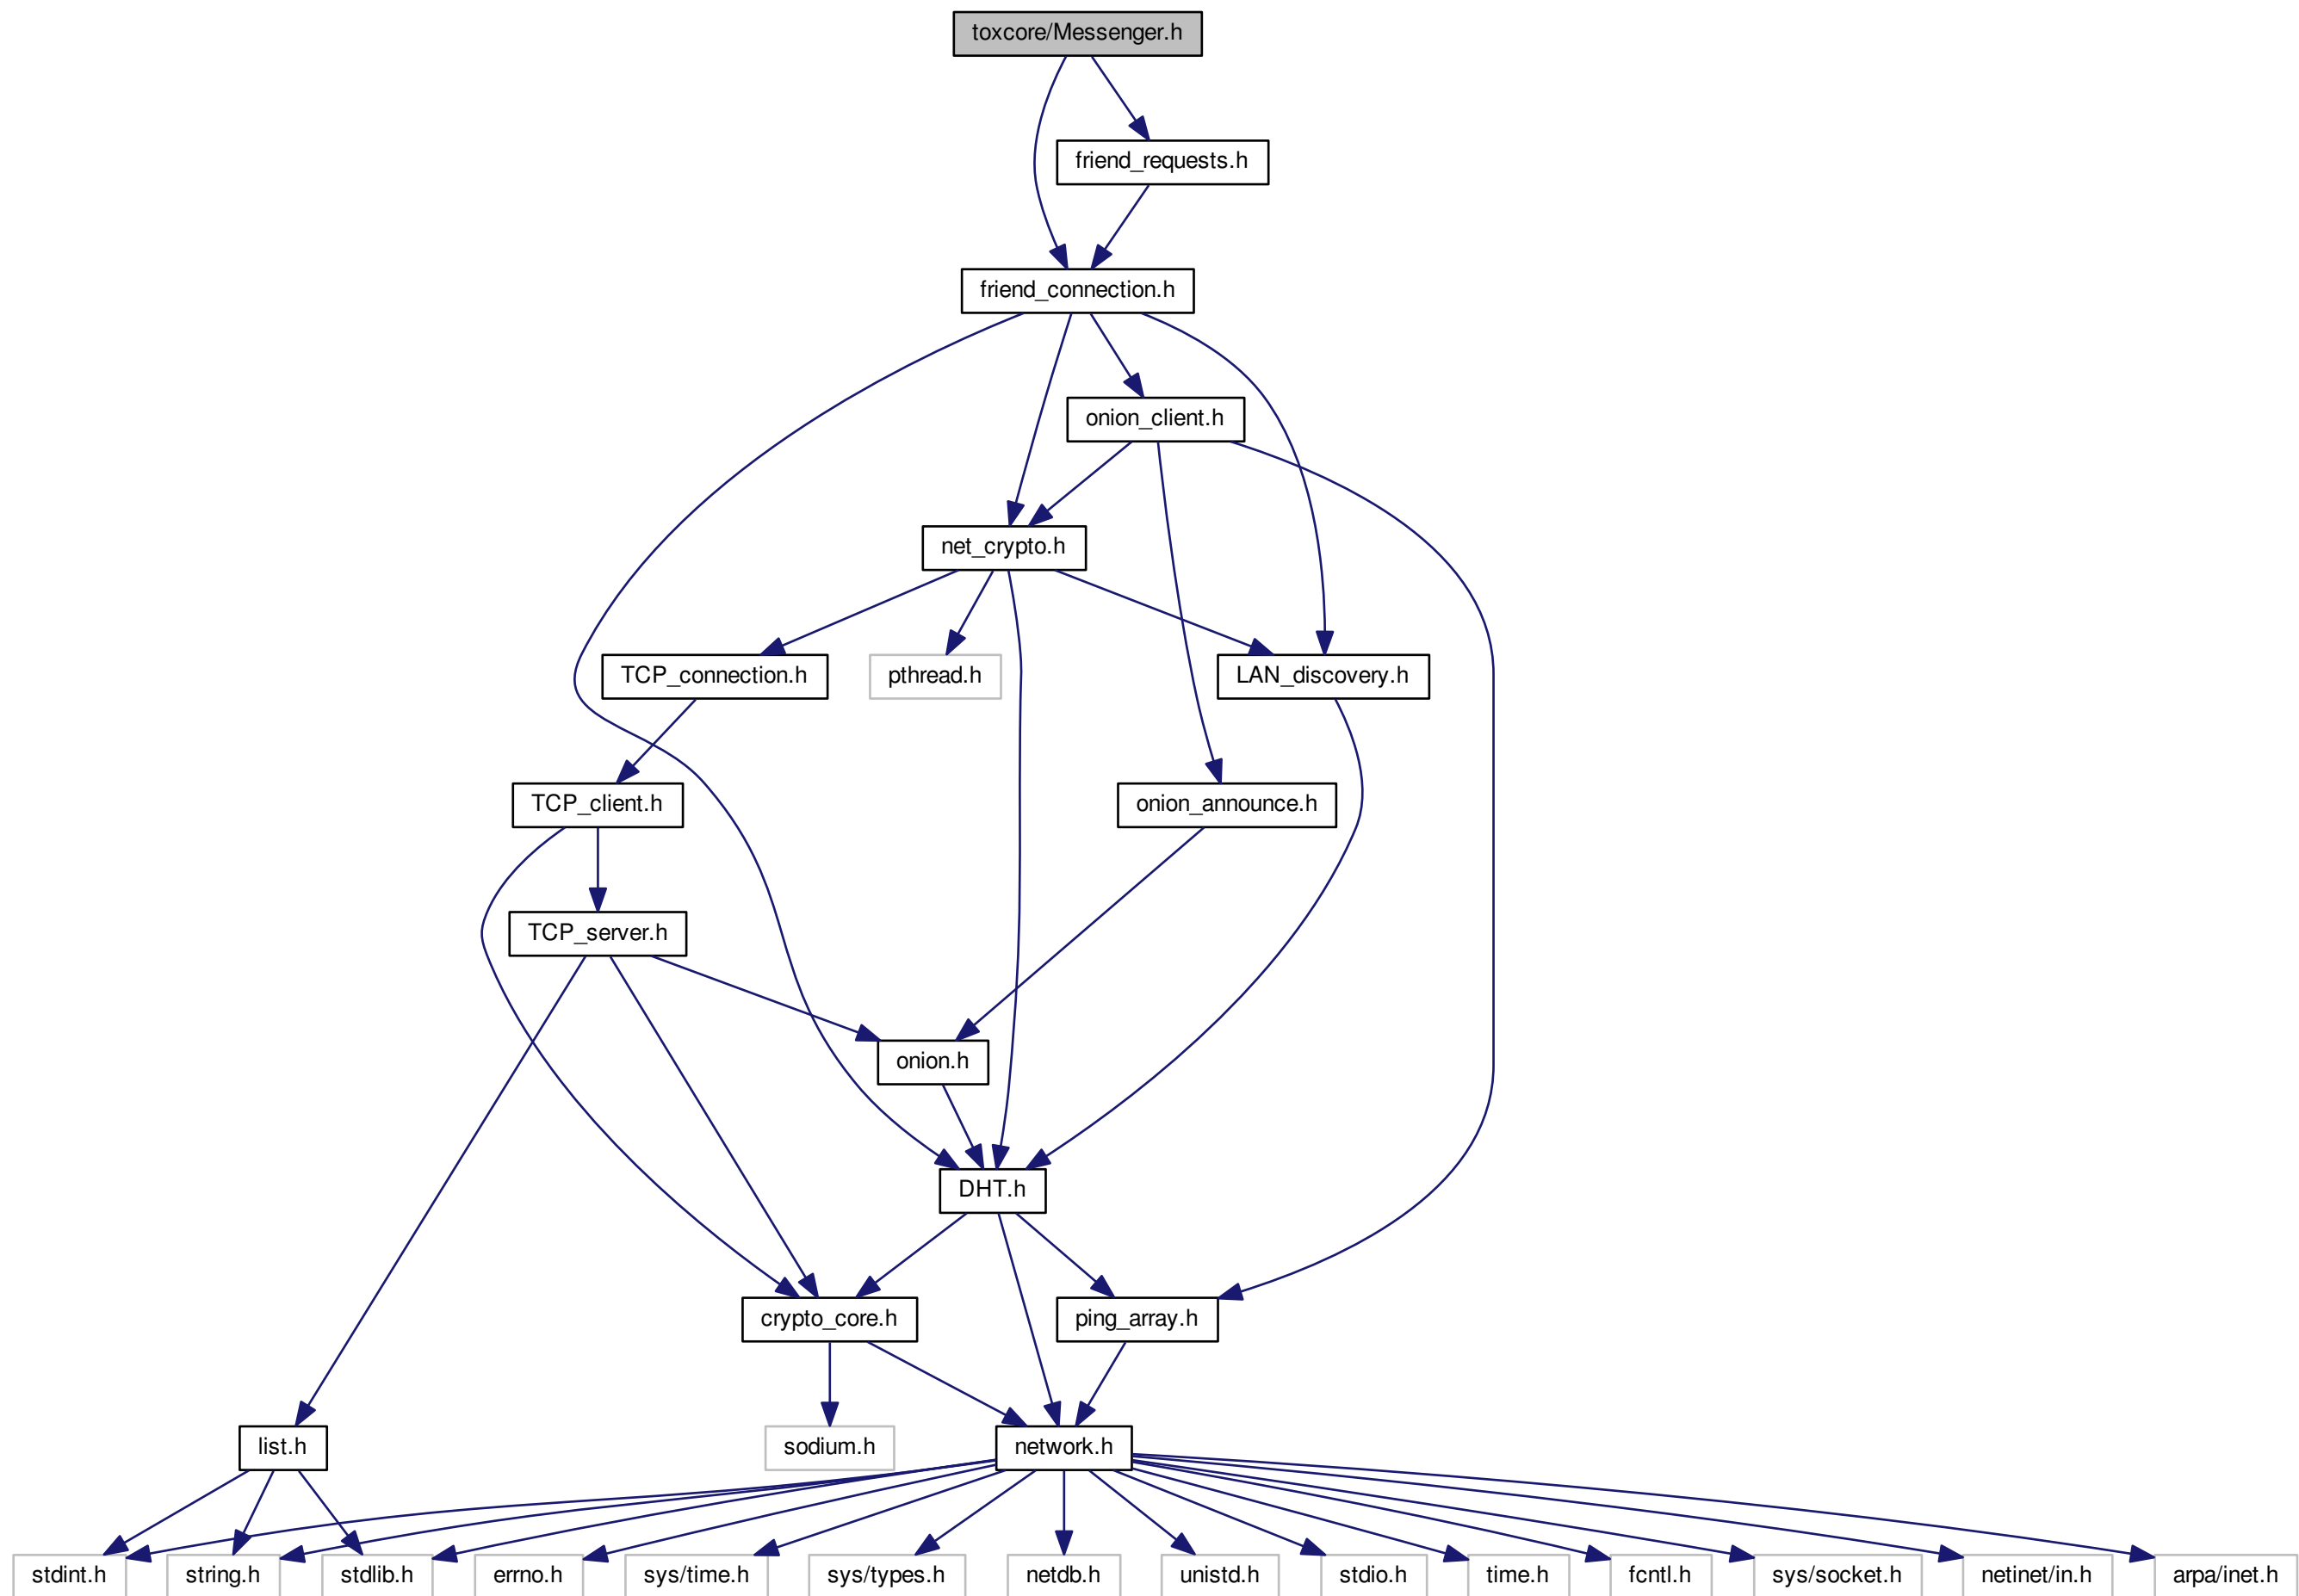 toxcore/Messenger.h
friend_requests.h
friend_connection.h
onion_client.h
net_crypto.h
TCP_connection.h
pthread.h
LAN_discovery.h
TCP_client.h
onion_announce.h
TCP_server.h
onion.h
DHT.h
crypto_core.h
ping_array.h
list.h
sodium.h
network.h
stdint.h
string.h
stdlib.h
errno.h
sys/time.h
sys/types.h
netdb.h
unistd.h
stdio.h
time.h
fcntl.h
sys/socket.h
netinet/in.h
arpa/inet.h